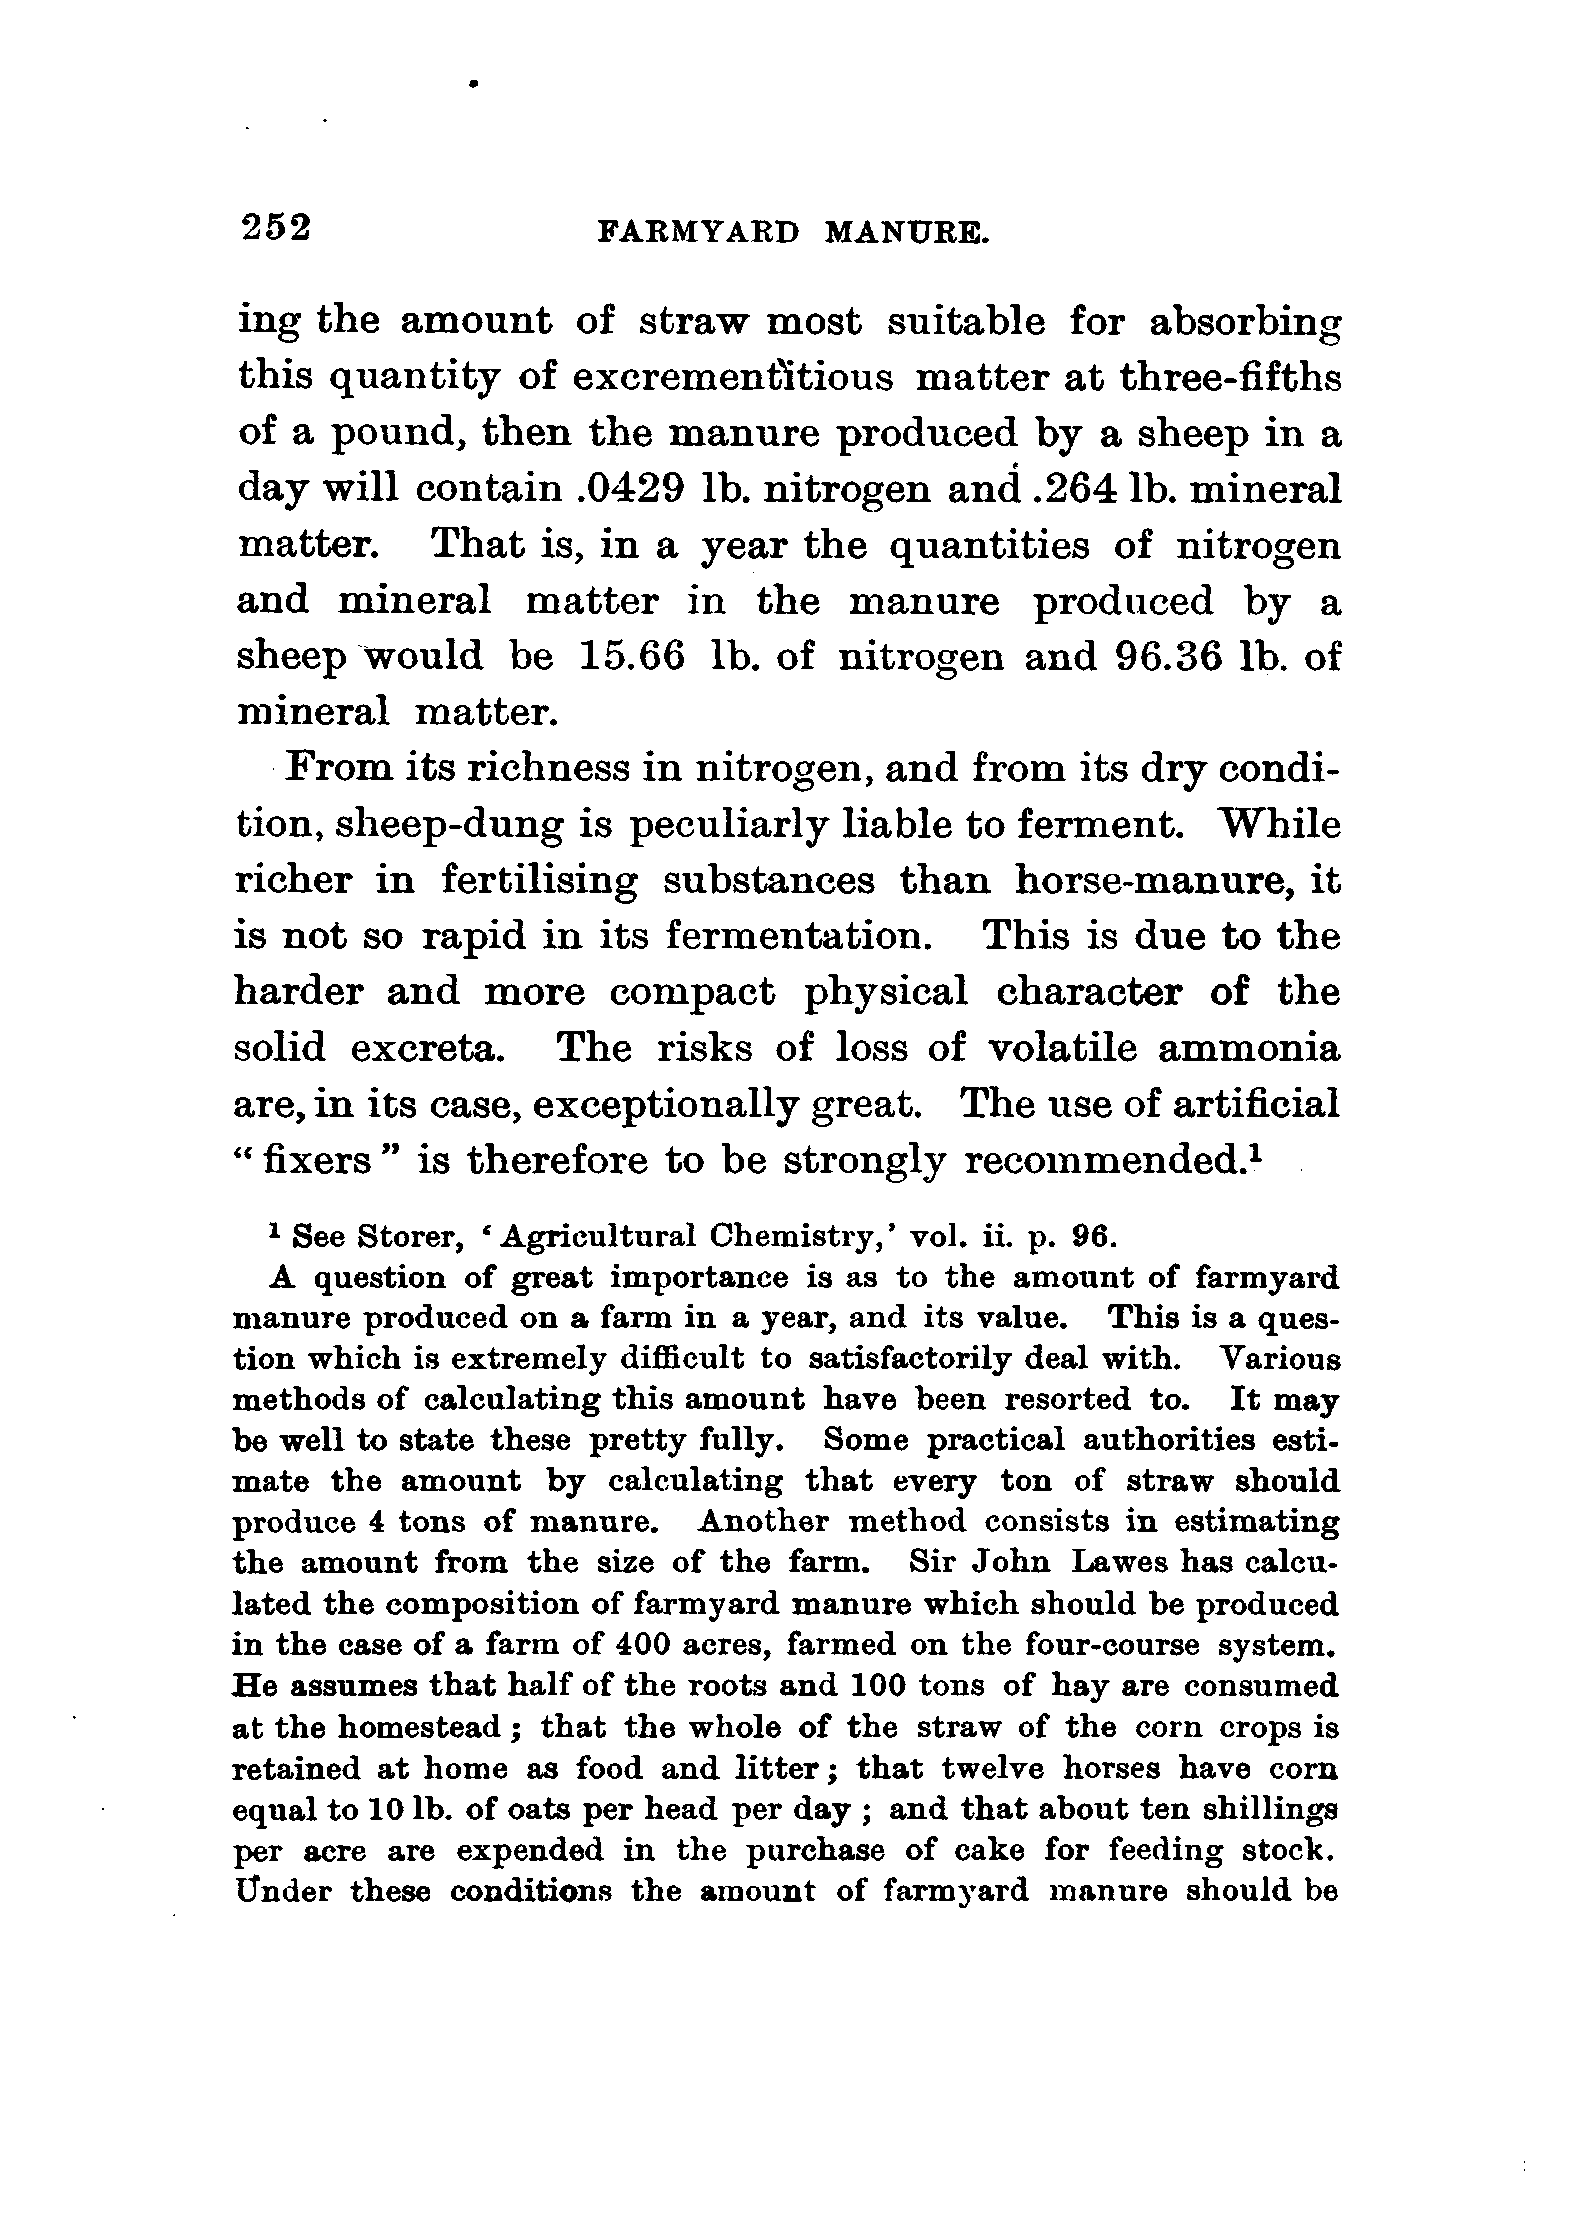 252 FARMYARD MANURE.
ing the amount of straw most suitable for absorbing
this quantity of excrementitious matter at three-fifths
of a pound, then the manure produced by a sheep in a
day will contain .0429 lb. nitrogen and .264 lb. mineral
matter. That is, in a year the quantities of nitrogen
and mineral matter in the manure produced by a
sheep would be 15.66 lb. of nitrogen and 96.36 lb. of
mineral matter.
From its richness in nitrogen, and from its dry condi-
tion, sheep-dung is peculiarly liable to ferment. While
richer in fertilising substances than horse-manure, it
is not so rapid in its fermentation. This is due to the
harder and more compact physical character of the
solid excreta. The risks of loss of volatile ammonia
are, in its case, exceptionally great. The use of artificial
“ fixers ” is therefore to be strongly recommended.¹
¹ See Storer, ‘ Agricultural Chemistry,’ vol. ii. p. 96.
A question of great importance is as to the amount of farmyard
manure produced on a farm in a year, and its value. This is a ques-
tion which is extremely difficult to satisfactorily deal with. Various
methods of calculating this amount have been resorted to. It may
be well to state these pretty fully. Some practical authorities esti-
mate the amount by calculating that every ton of straw should
produce 4 tons of manure. Another method consists in estimating
the amount from the size of the farm. Sir John Lawes has calcu-
lated the composition of farmyard manure which should be produced
in the case of a farm of 400 acres, farmed on the four-course system.
He assumes that half of the roots and 100 tons of hay are consumed
at the homestead ; that the whole of the straw of the corn crops is
retained at home as food and litter ; that twelve horses have corn
equal to 10 lb. of oats per head per day ; and that about ten shillings
per acre are expended in the purchase of cake for feeding stock.
Under these conditions the amount of farmyard manure should be